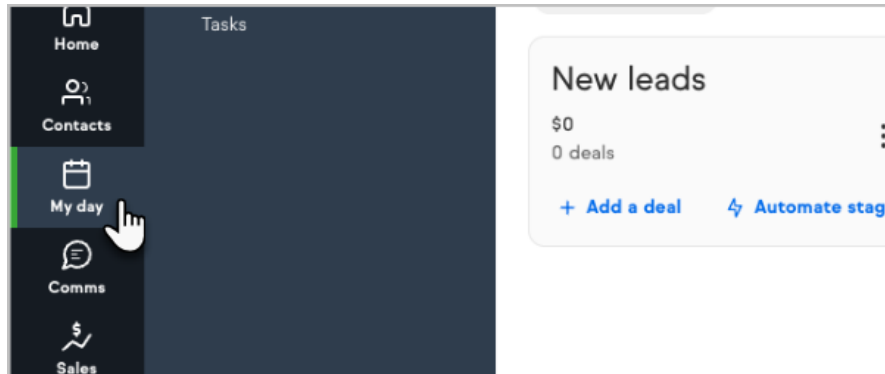 Home
Contacts
My day
Comms
Sales
Tasks
New leads
$0
0 deals
+ Add a deal
Automate stag